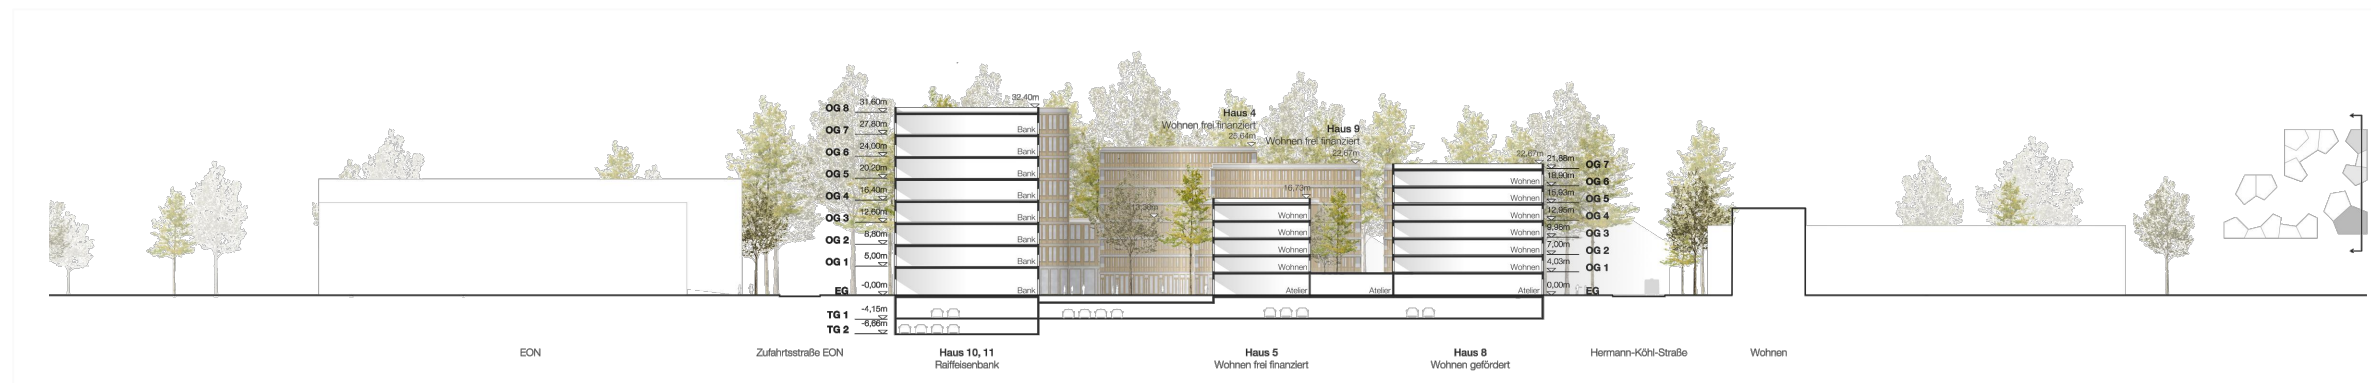 32,40m
OG 8
31,60m
OG 7
27,80m
Bank
OG 6
24,00m
Bank
OG 5
20,20m
Bank
OG 4
16,40m
Bank
OG 3
12,60m
Bank
OG 2
8,80m
Bank
OG 1
5,00m
Bank
EG
-0,00m
Bank
TG 1
-4,15m
TG 2
-6,66m
Haus 4
Wohnen frei finanziert
25,64m
Haus 9
Wohnen frei finanziert
22,67m
16,73m
Wohnen
Wohnen
Wohnen
Wohnen
Atelier
Atelier
22,67m
Wohnen
Wohnen
Wohnen
Wohnen
Wohnen
Wohnen
Atelier
21,88m
OG 7
18,90m
OG 6
15,93m
OG 5
12,95m
OG 4
9,98m
OG 3
7,00m
OG 2
4,03m
OG 1
0,00m
EG
EON
Zufahrtsstraße EON
Haus 10, 11
Raiffeisenbank
Haus 5
Wohnen frei finanziert
Haus 8
Wohnen gefördert
Hermann-Köhl-Straße
Wohnen